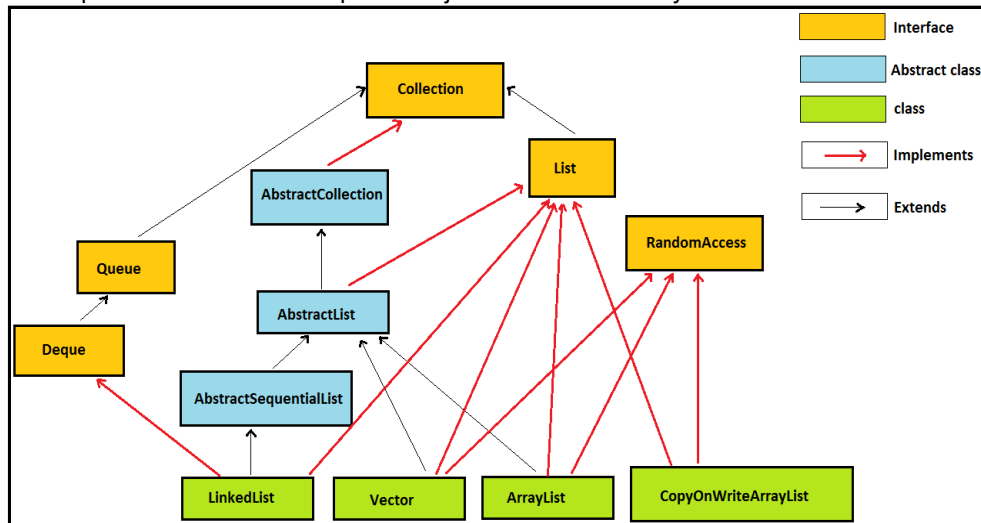 Interface
Collection
Abstract class
class
Implements
List
AbstractCollection
Extends
RandomAccess
Queue
AbstractList
Deque
AbstractSequentialList
LinkedList
Vector
ArrayList
CopyOnWriteArrayList